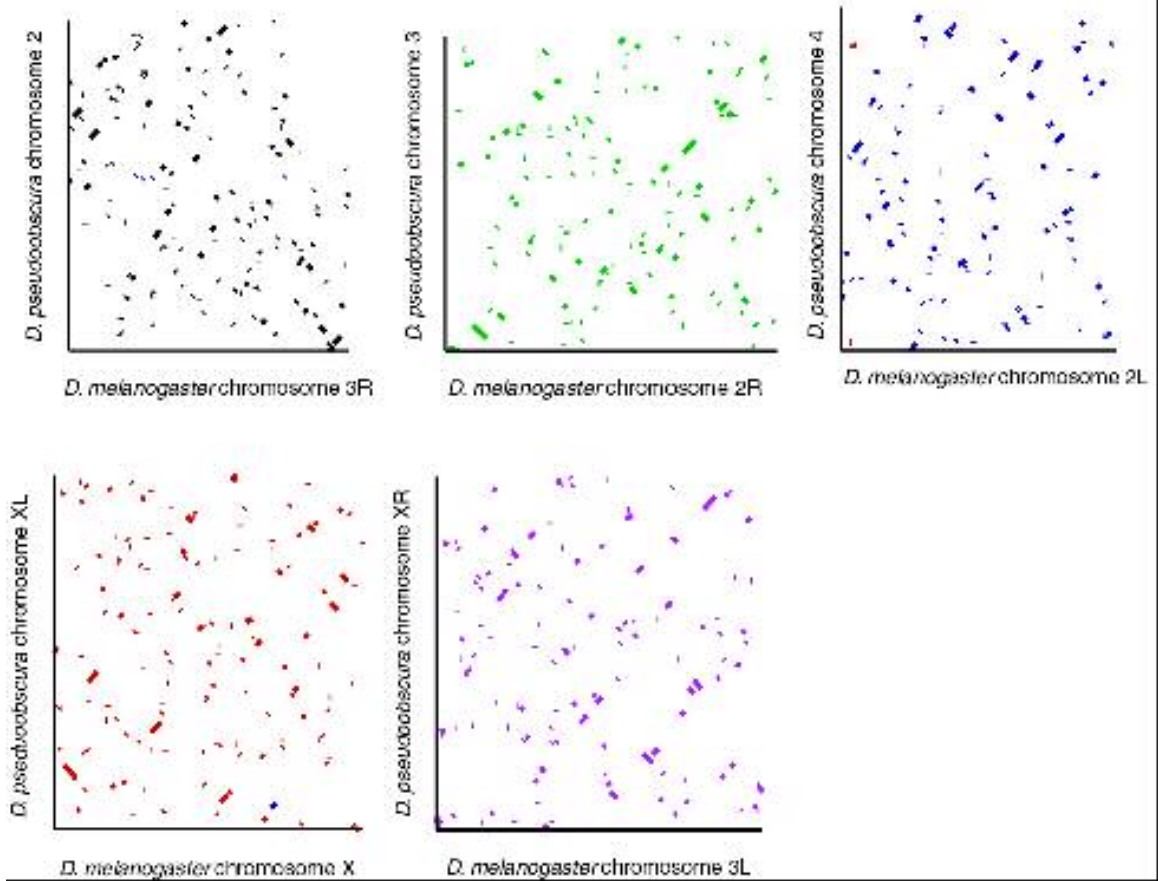 D. pseudoobscura chromosome 2
D. melanogaster chromosome 3R
D. pseudoobscura chromosome 3
D. melanogaster chromosome 2R
D. pseudoobscura chromosome 4
D. melanogaster chromosome 2L
D. pseduoobscura chromosome XL
D. melanogaster chromosome X
D. pseudoobscura chromosome XR
D. melanogaster chromosome 3L